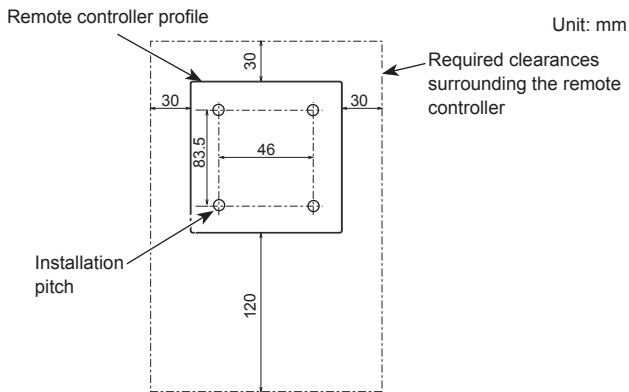 Remote controller profile
Unit: mm
Required clearances
surrounding the remote
controller
30
30
30
83.5
46
Installation
pitch
120